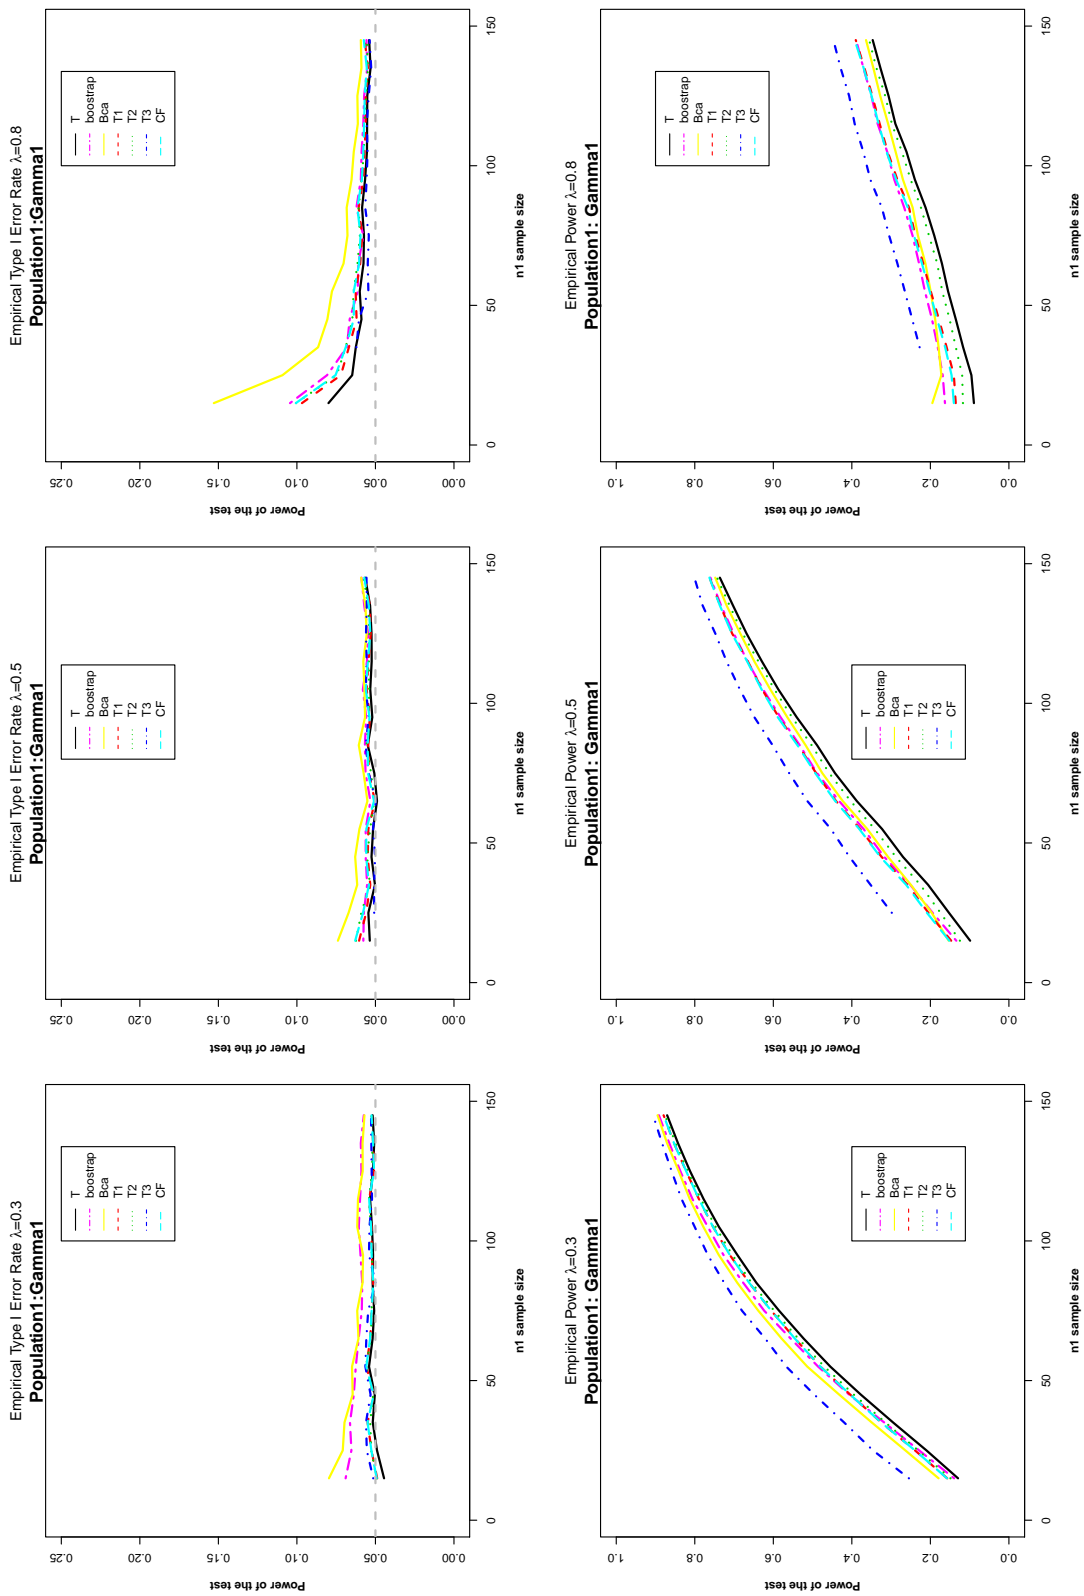 Empirical Type I Error Rate λ=0.3
Population1:Gamma1
Power of the test
0.25
0.20
0.15
0.10
0.05
0.00
T
boostrap
Bca
T1
T2
T3
CF
0
50
100
150
n1 sample size
Empirical Type I Error Rate λ=0.5
Population1:Gamma1
Power of the test
0.25
0.20
0.15
0.10
0.05
0.00
T
boostrap
Bca
T1
T2
T3
CF
0
50
100
150
n1 sample size
Empirical Type I Error Rate λ=0.8
Population1:Gamma1
Power of the test
0.25
0.20
0.15
0.10
0.05
0.00
T
boostrap
Bca
T1
T2
T3
CF
0
50
100
150
n1 sample size
Empirical Power λ=0.3
Population1: Gamma1
Power of the test
1.0
0.8
0.6
0.4
0.2
0.0
T
boostrap
Bca
T1
T2
T3
CF
0
50
100
150
n1 sample size
Empirical Power λ=0.5
Population1: Gamma1
Power of the test
1.0
0.8
0.6
0.4
0.2
0.0
T
boostrap
Bca
T1
T2
T3
CF
0
50
100
150
n1 sample size
Empirical Power λ=0.8
Population1: Gamma1
Power of the test
1.0
0.8
0.6
0.4
0.2
0.0
T
boostrap
Bca
T1
T2
T3
CF
0
50
100
150
n1 sample size